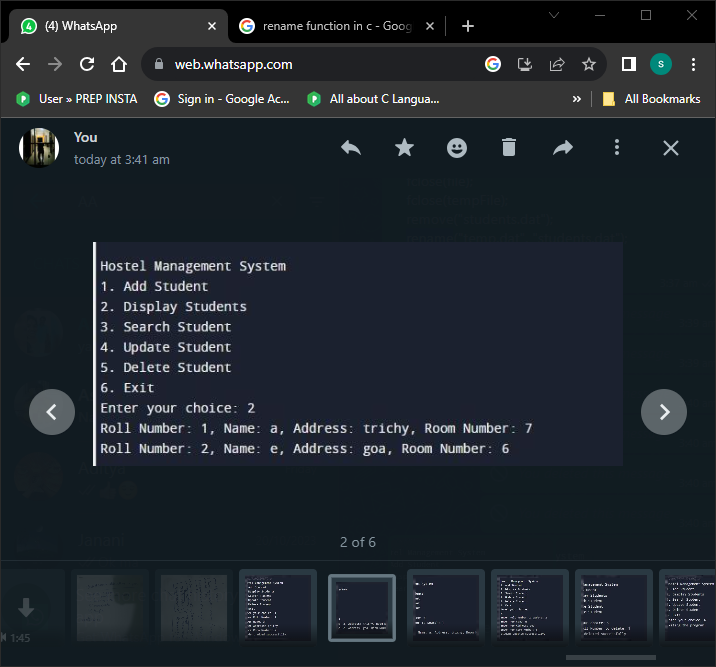 (4) WhatsApp
rename function in c - Goog
web.whatsapp.com
S
User » PREP INSTA
Sign in - Google Ac...
All about C Langua...
»
All Bookmarks
You
today at 3:41 am
Hostel Management System
1. Add Student
2. Display Students
3. Search Student
4. Update Student
5. Delete Student
6. Exit
Enter your choice: 2
Roll Number: 1, Name: a, Address: trichy, Room Number: 7
Roll Number: 2, Name: e, Address: goa, Room Number: 6
2 of 6
1:45